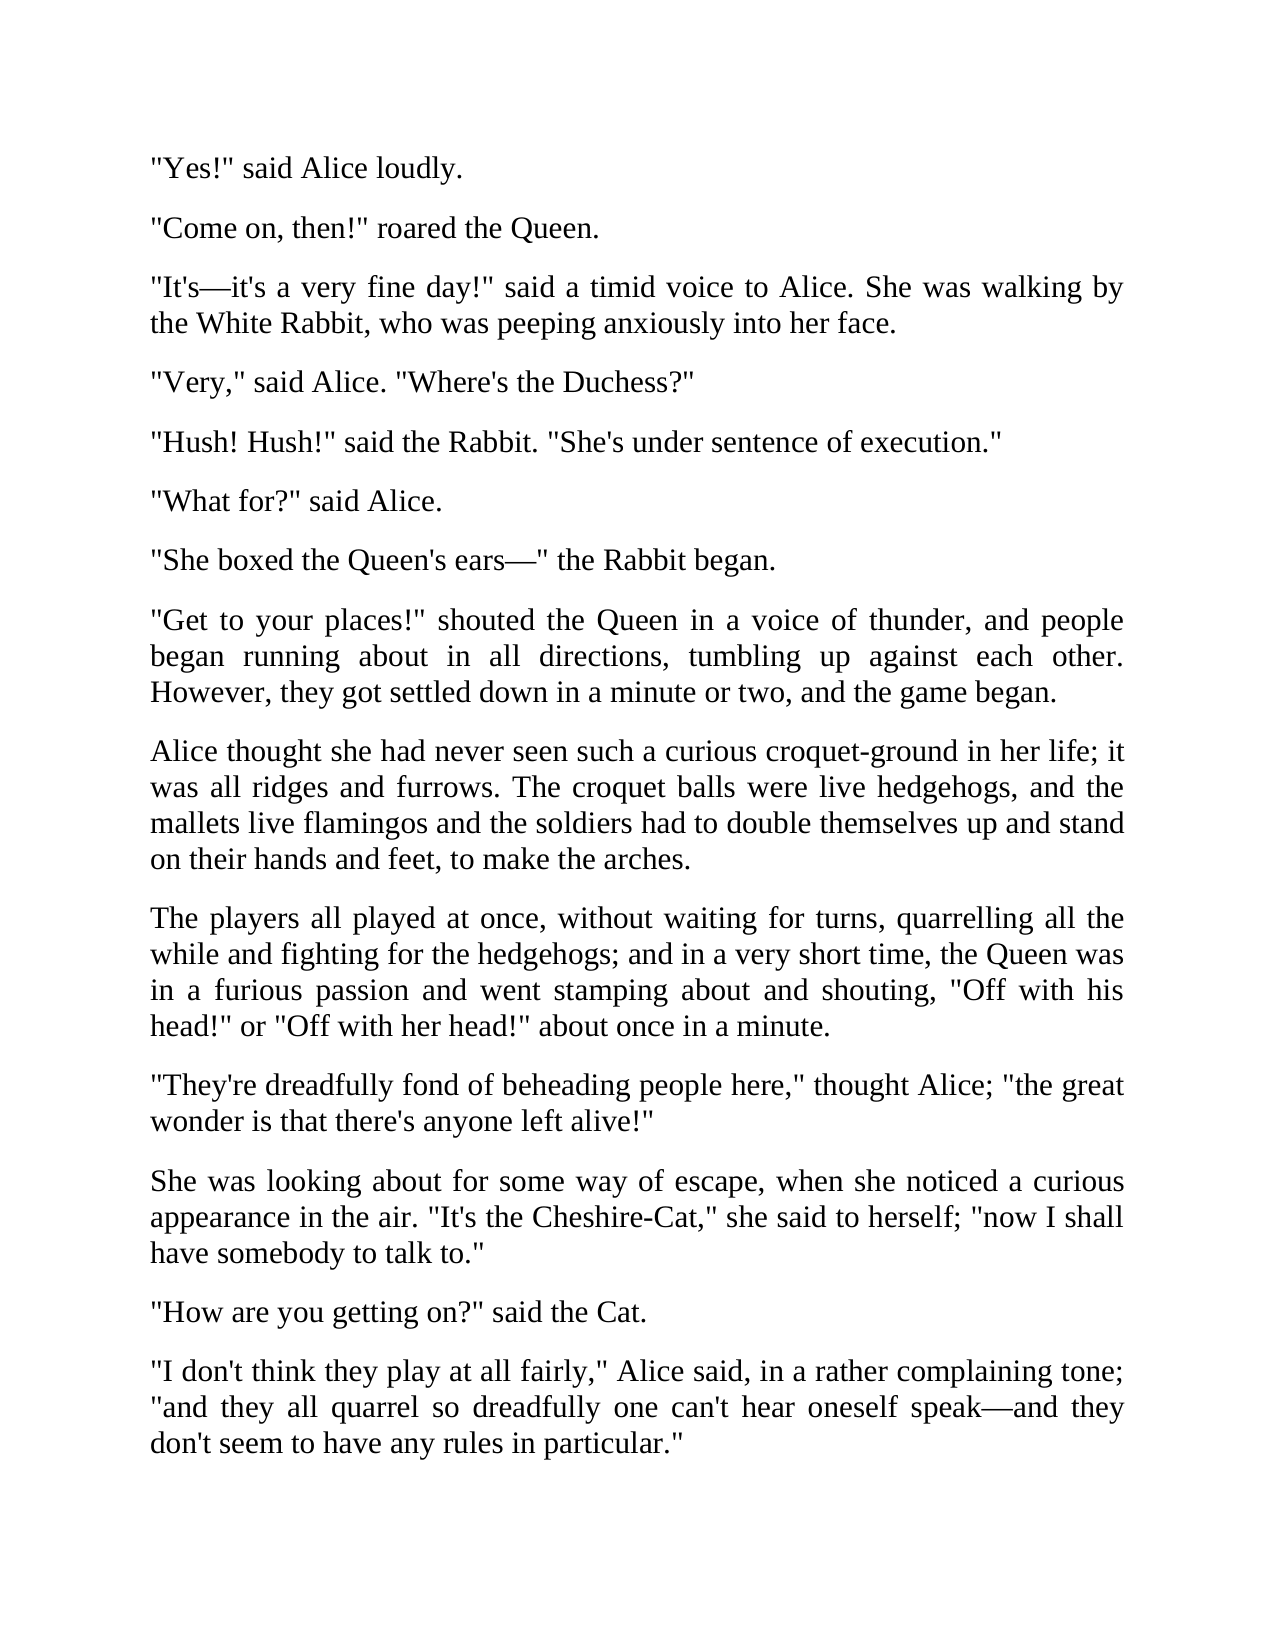 "Yes!" said Alice loudly.
"Come on, then!" roared the Queen.
"It's—it's a very fine day!" said a timid voice to Alice. She was walking by
the White Rabbit, who was peeping anxiously into her face.
"Very," said Alice. "Where's the Duchess?"
"Hush! Hush!" said the Rabbit. "She's under sentence of execution."
"What for?" said Alice.
"She boxed the Queen's ears—" the Rabbit began.
"Get to your places!" shouted the Queen in a voice of thunder, and people
began running about in all directions, tumbling up against each other.
However, they got settled down in a minute or two, and the game began.
Alice thought she had never seen such a curious croquet-ground in her life; it
was all ridges and furrows. The croquet balls were live hedgehogs, and the
mallets live flamingos and the soldiers had to double themselves up and stand
on their hands and feet, to make the arches.
The players all played at once, without waiting for turns, quarrelling all the
while and fighting for the hedgehogs; and in a very short time, the Queen was
in a furious passion and went stamping about and shouting, "Off with his
head!" or "Off with her head!" about once in a minute.
"They're dreadfully fond of beheading people here," thought Alice; "the great
wonder is that there's anyone left alive!"
She was looking about for some way of escape, when she noticed a curious
appearance in the air. "It's the Cheshire-Cat," she said to herself; "now I shall
have somebody to talk to."
"How are you getting on?" said the Cat.
"I don't think they play at all fairly," Alice said, in a rather complaining tone;
"and they all quarrel so dreadfully one can't hear oneself speak—and they
don't seem to have any rules in particular."